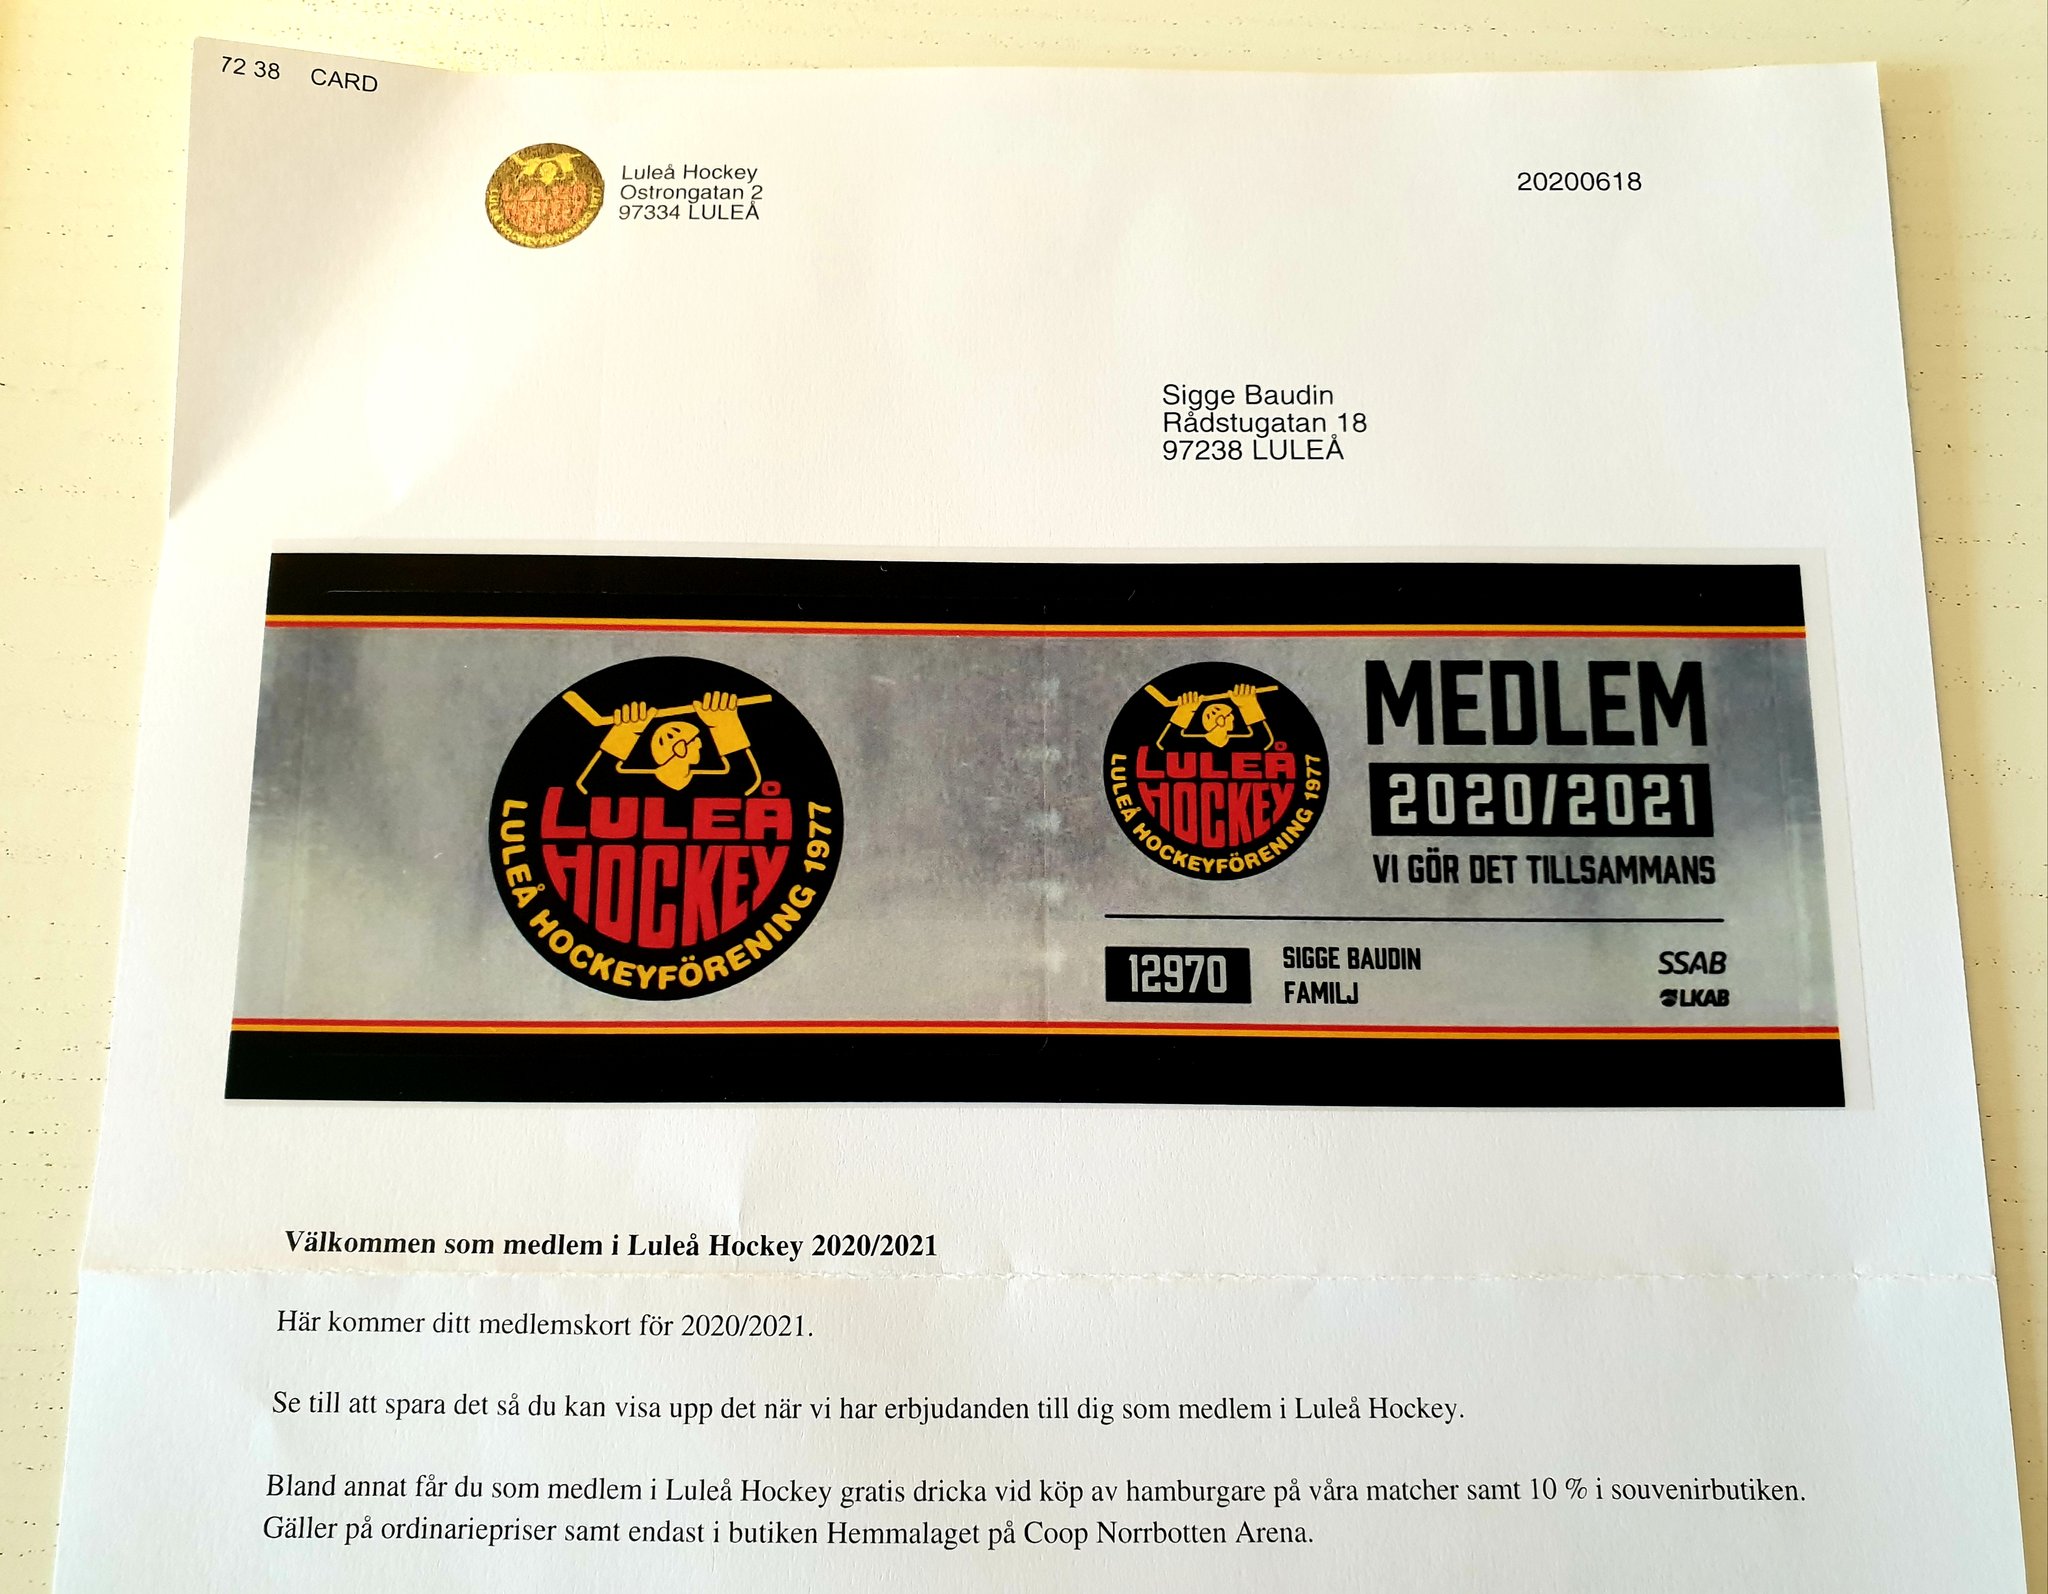 72 38 CARD
Luleå Hockey
Ostrongatan 2
97334 LULEÅ
20200618
Sigge Baudin
Rådstugatan 18
97238 LULEÅ
LULEÅ
HOCKEY
LULEÅ HOCKEYFÖRENING 1977
LULEÅ
HOCKEY
LULEÅ HOCKEYFÖRENING 1977
MEDLEM
2020/2021
VI GÖR DET TILLSAMMANS
12970
SIGGE BAUDIN
FAMILJ
SSAB
LKAB
Välkommen som medlem i Luleå Hockey 2020/2021
Här kommer ditt medlemskort för 2020/2021.
Se till att spara det så du kan visa upp det när vi har erbjudanden till dig som medlem i Luleå Hockey.
Bland annat får du som medlem i Luleå Hockey gratis dricka vid köp av hamburgare på våra matcher samt 10 % i souvenirbutiken.
Gäller på ordinariepriser samt endast i butiken Hemmalaget på Coop Norrbotten Arena.